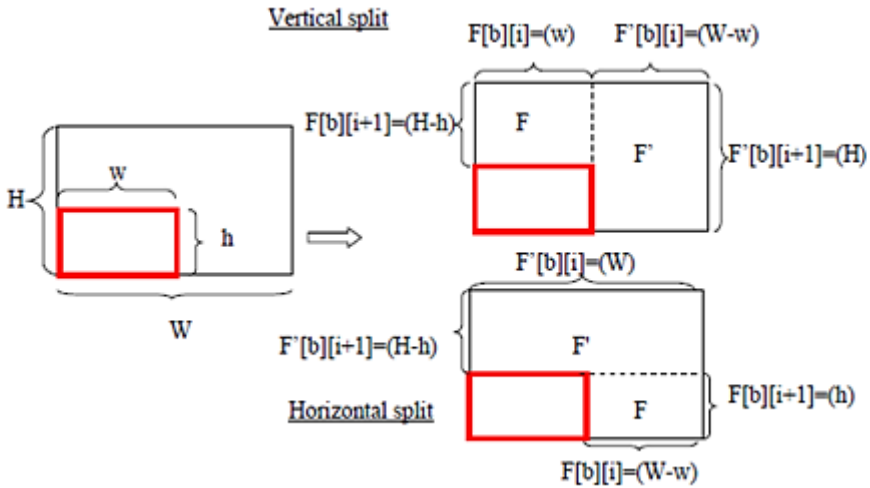 Vertical split
F[b][i]=(w)
F’[b][i]=(W-w)
F[b][i+1]=(H-h)
F
F’
F’[b][i+1]=(H)
H
w
h
W
F’[b][i]=(W)
F’[b][i+1]=(H-h)
F'
F[b][i+1]=(h)
Horizontal split
F
F[b][i]=(W-w)